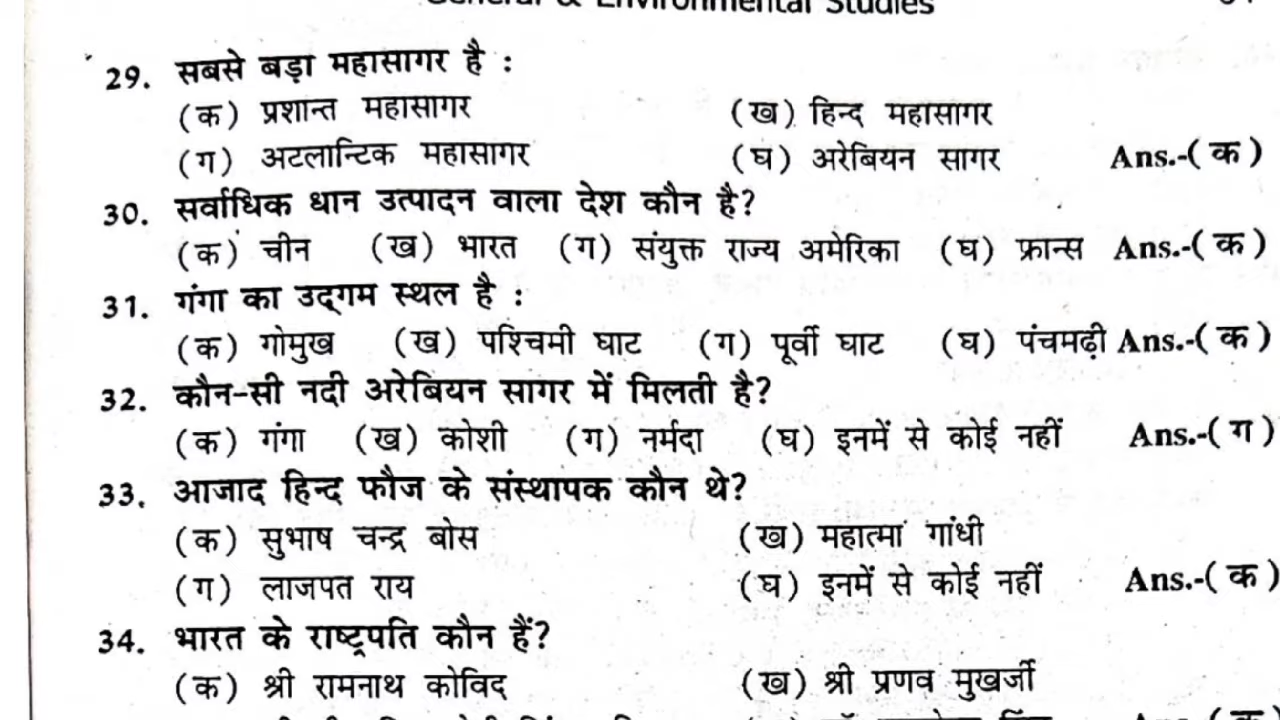 General & Environmental Studies
29. सबसे बड़ा महासागर है :
(क) प्रशान्त महासागर (ख) हिन्द महासागर
(ग) अटलान्टिक महासागर (घ) अरेबियन सागर Ans.-(क)
30. सर्वाधिक धान उत्पादन वाला देश कौन है?
(क) चीन (ख) भारत (ग) संयुक्त राज्य अमेरिका (घ) फ्रान्स Ans.-(क)
31. गंगा का उद्गम स्थल है :
(क) गोमुख (ख) पश्चिमी घाट (ग) पूर्वी घाट (घ) पंचमढ़ी Ans.-(क)
32. कौन-सी नदी अरेबियन सागर में मिलती है?
(क) गंगा (ख) कोशी (ग) नर्मदा (घ) इनमें से कोई नहीं Ans.-(ग)
33. आजाद हिन्द फौज के संस्थापक कौन थे?
(क) सुभाष चन्द्र बोस (ख) महात्मा गांधी
(ग) लाजपत राय (घ) इनमें से कोई नहीं Ans.-(क)
34. भारत के राष्ट्रपति कौन हैं?
(क) श्री रामनाथ कोविद (ख) श्री प्रणव मुखर्जी